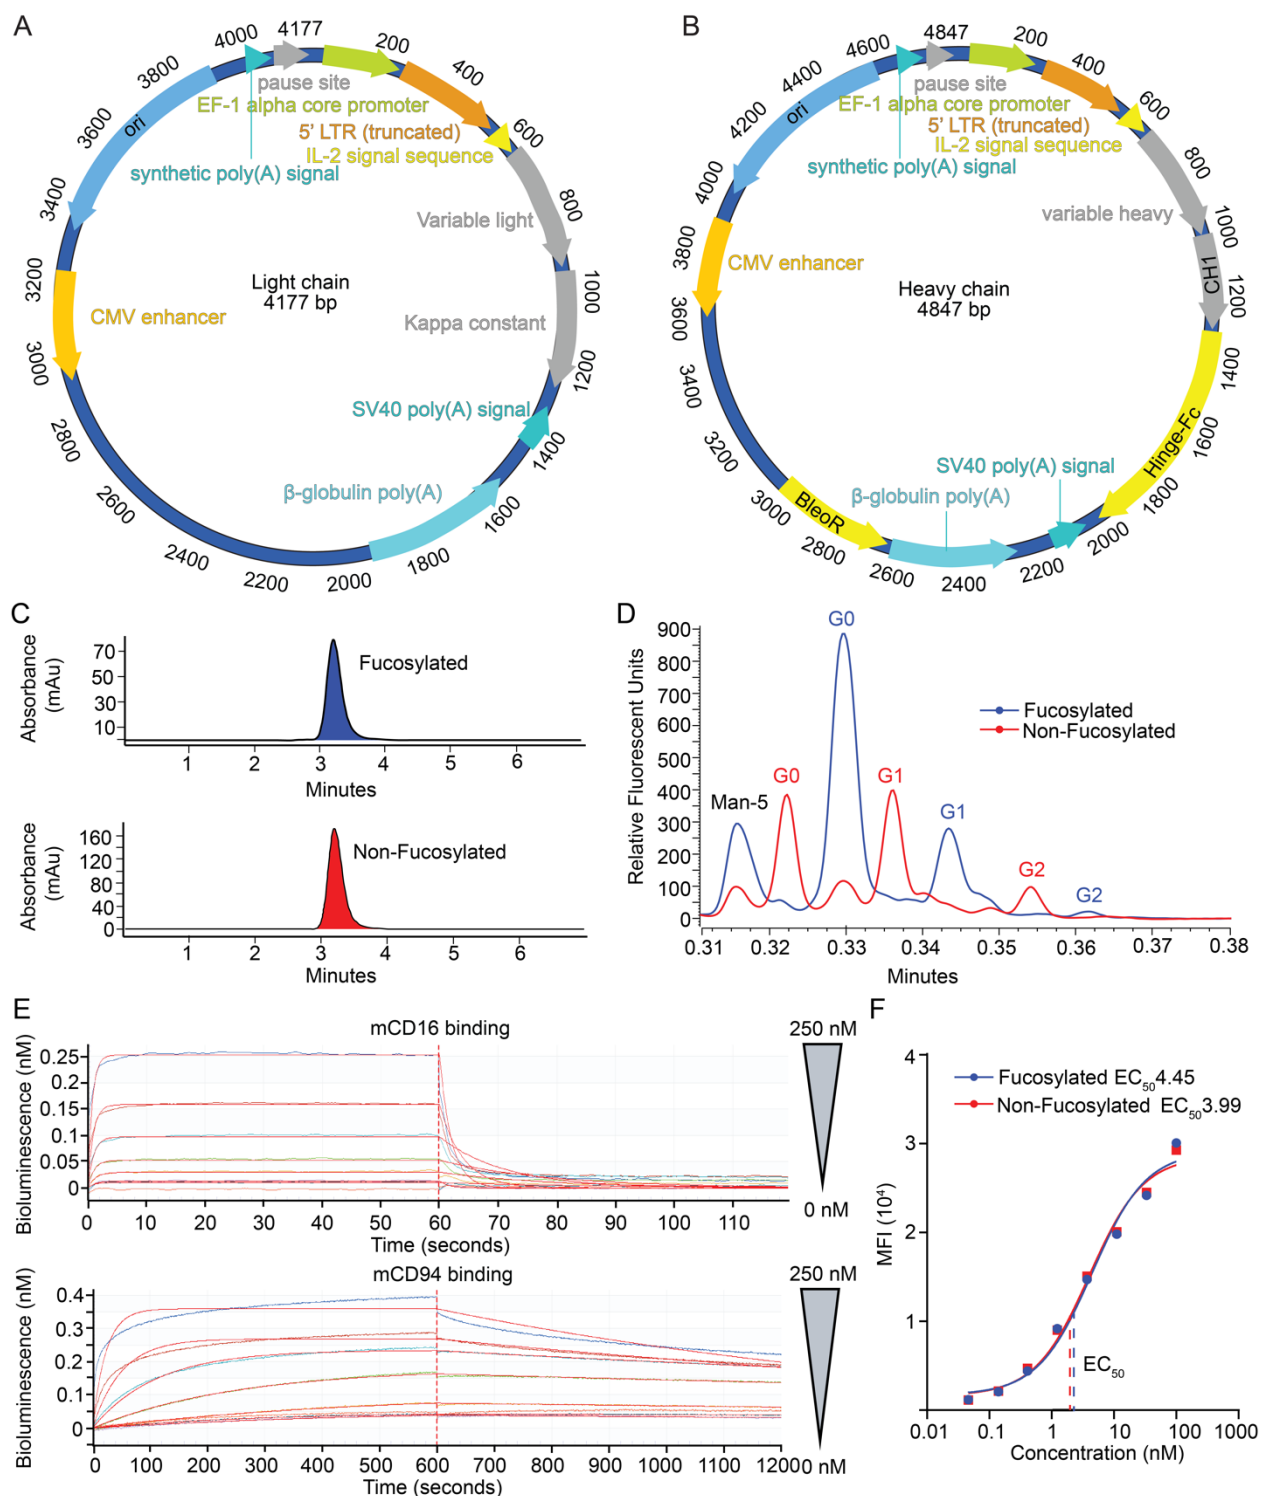 A
4000
4177
200
400
600
800
1000
1200
1400
1600
1800
2000
2200
2400
2600
2800
3000
3200
3400
3600
3800
ori
pause site
EF-1 alpha core promoter
5' LTR (truncated)
IL-2 signal sequence
synthetic poly(A) signal
Variable light
Light chain
4177 bp
CMV enhancer
Kappa constant
SV40 poly(A) signal
β-globulin poly(A)
B
4600
4847
200
400
600
800
1000
1200
1400
1600
1800
2000
2200
2400
2600
2800
3000
3200
3400
3600
3800
4000
4200
4400
ori
pause site
EF-1 alpha core promoter
5' LTR (truncated)
IL-2 signal sequence
synthetic poly(A) signal
variable heavy
CH1
CMV enhancer
Heavy chain
4847 bp
Hinge-Fc
SV40 poly(A) signal
β-globulin poly(A)
BleoR
C
Absorbance
(mAu)
70
50
30
10
Fucosylated
1 2 3 4 5 6
Minutes
Absorbance
(mAu)
160
120
80
40
0
Non-Fucosylated
1 2 3 4 5 6
Minutes
D
Relative Fluorescent Units
900
800
700
600
500
400
300
200
100
0
G0
Fucosylated
Non-Fucosylated
Man-5
G0
G1
G1
G2
G2
0.31 0.32 0.33 0.34 0.35 0.36 0.37 0.38
Minutes
E
mCD16 binding
Bioluminescence (nM)
0.25
0.2
0.15
0.1
0.05
0
0 10 20 30 40 50 60 70 80 90 100 110
Time (seconds)
250 nM
0 nM
mCD94 binding
Bioluminescence (nM)
0.4
0.3
0.2
0.1
0
0 100 200 300 400 500 600 700 800 900 1000 1100 1200
Time (seconds)
250 nM
0 nM
F
MFI (10⁴)
4
3
2
1
Fucosylated EC₅₀4.45
Non-Fucosylated EC₅₀3.99
EC₅₀
0.01 0.1 1 10 100 1000
Concentration (nM)